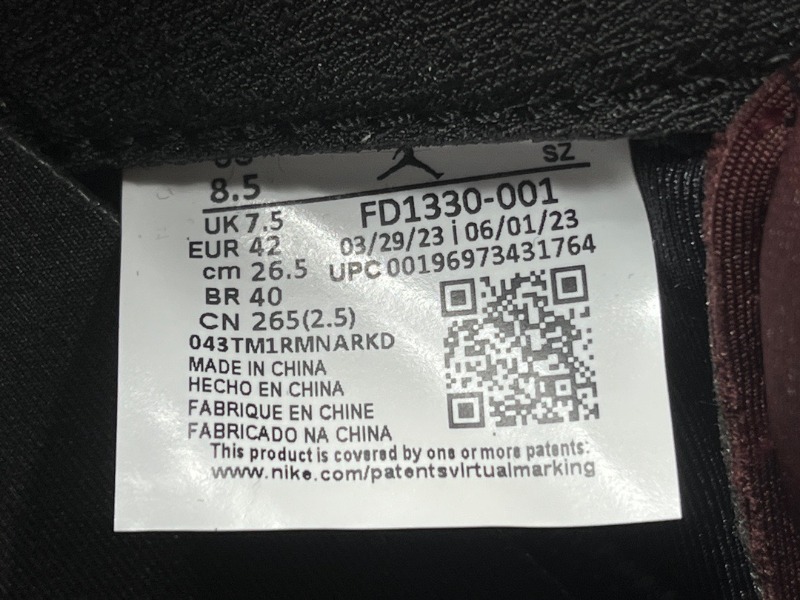 SZ
8.5
FD1330-001
UK 7.5
03/29/23 | 06/01/23
EUR 42
UPC 00196973431764
cm 26.5
BR 40
CN 265(2.5)
043TM1RMNARKD
MADE IN CHINA
HECHO EN CHINA
FABRIQUE EN CHINE
FABRICADO NA CHINA
This product is covered by one or more patents:
www.nike.com/patentsvirtualmarking